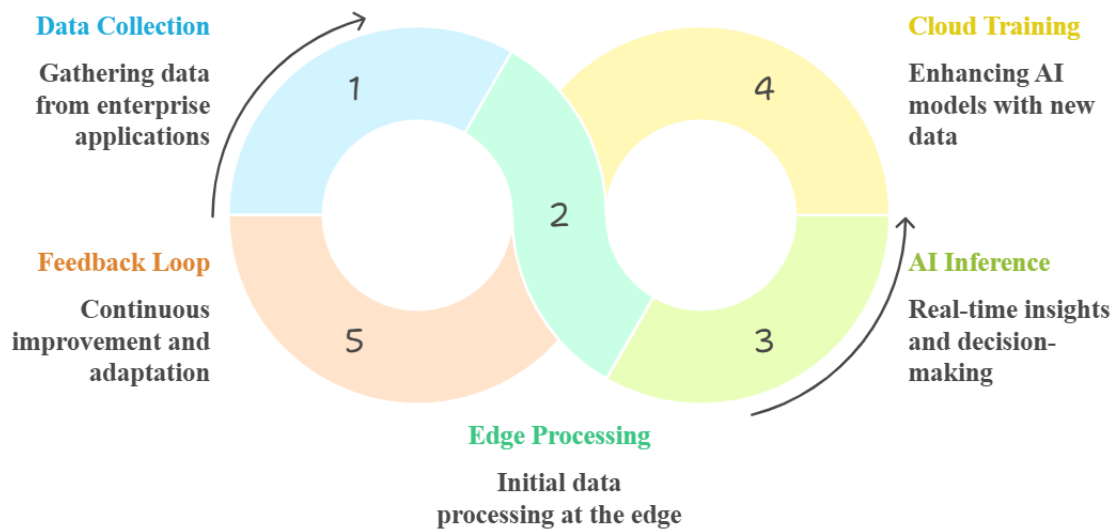 Data Collection
Gathering data
from enterprise
applications
1
Cloud Training
Enhancing AI
models with new
data
4
2
Feedback Loop
Continuous
improvement and
adaptation
5
AI Inference
Real-time insights
and decision-
making
3
Edge Processing
Initial data
processing at the edge